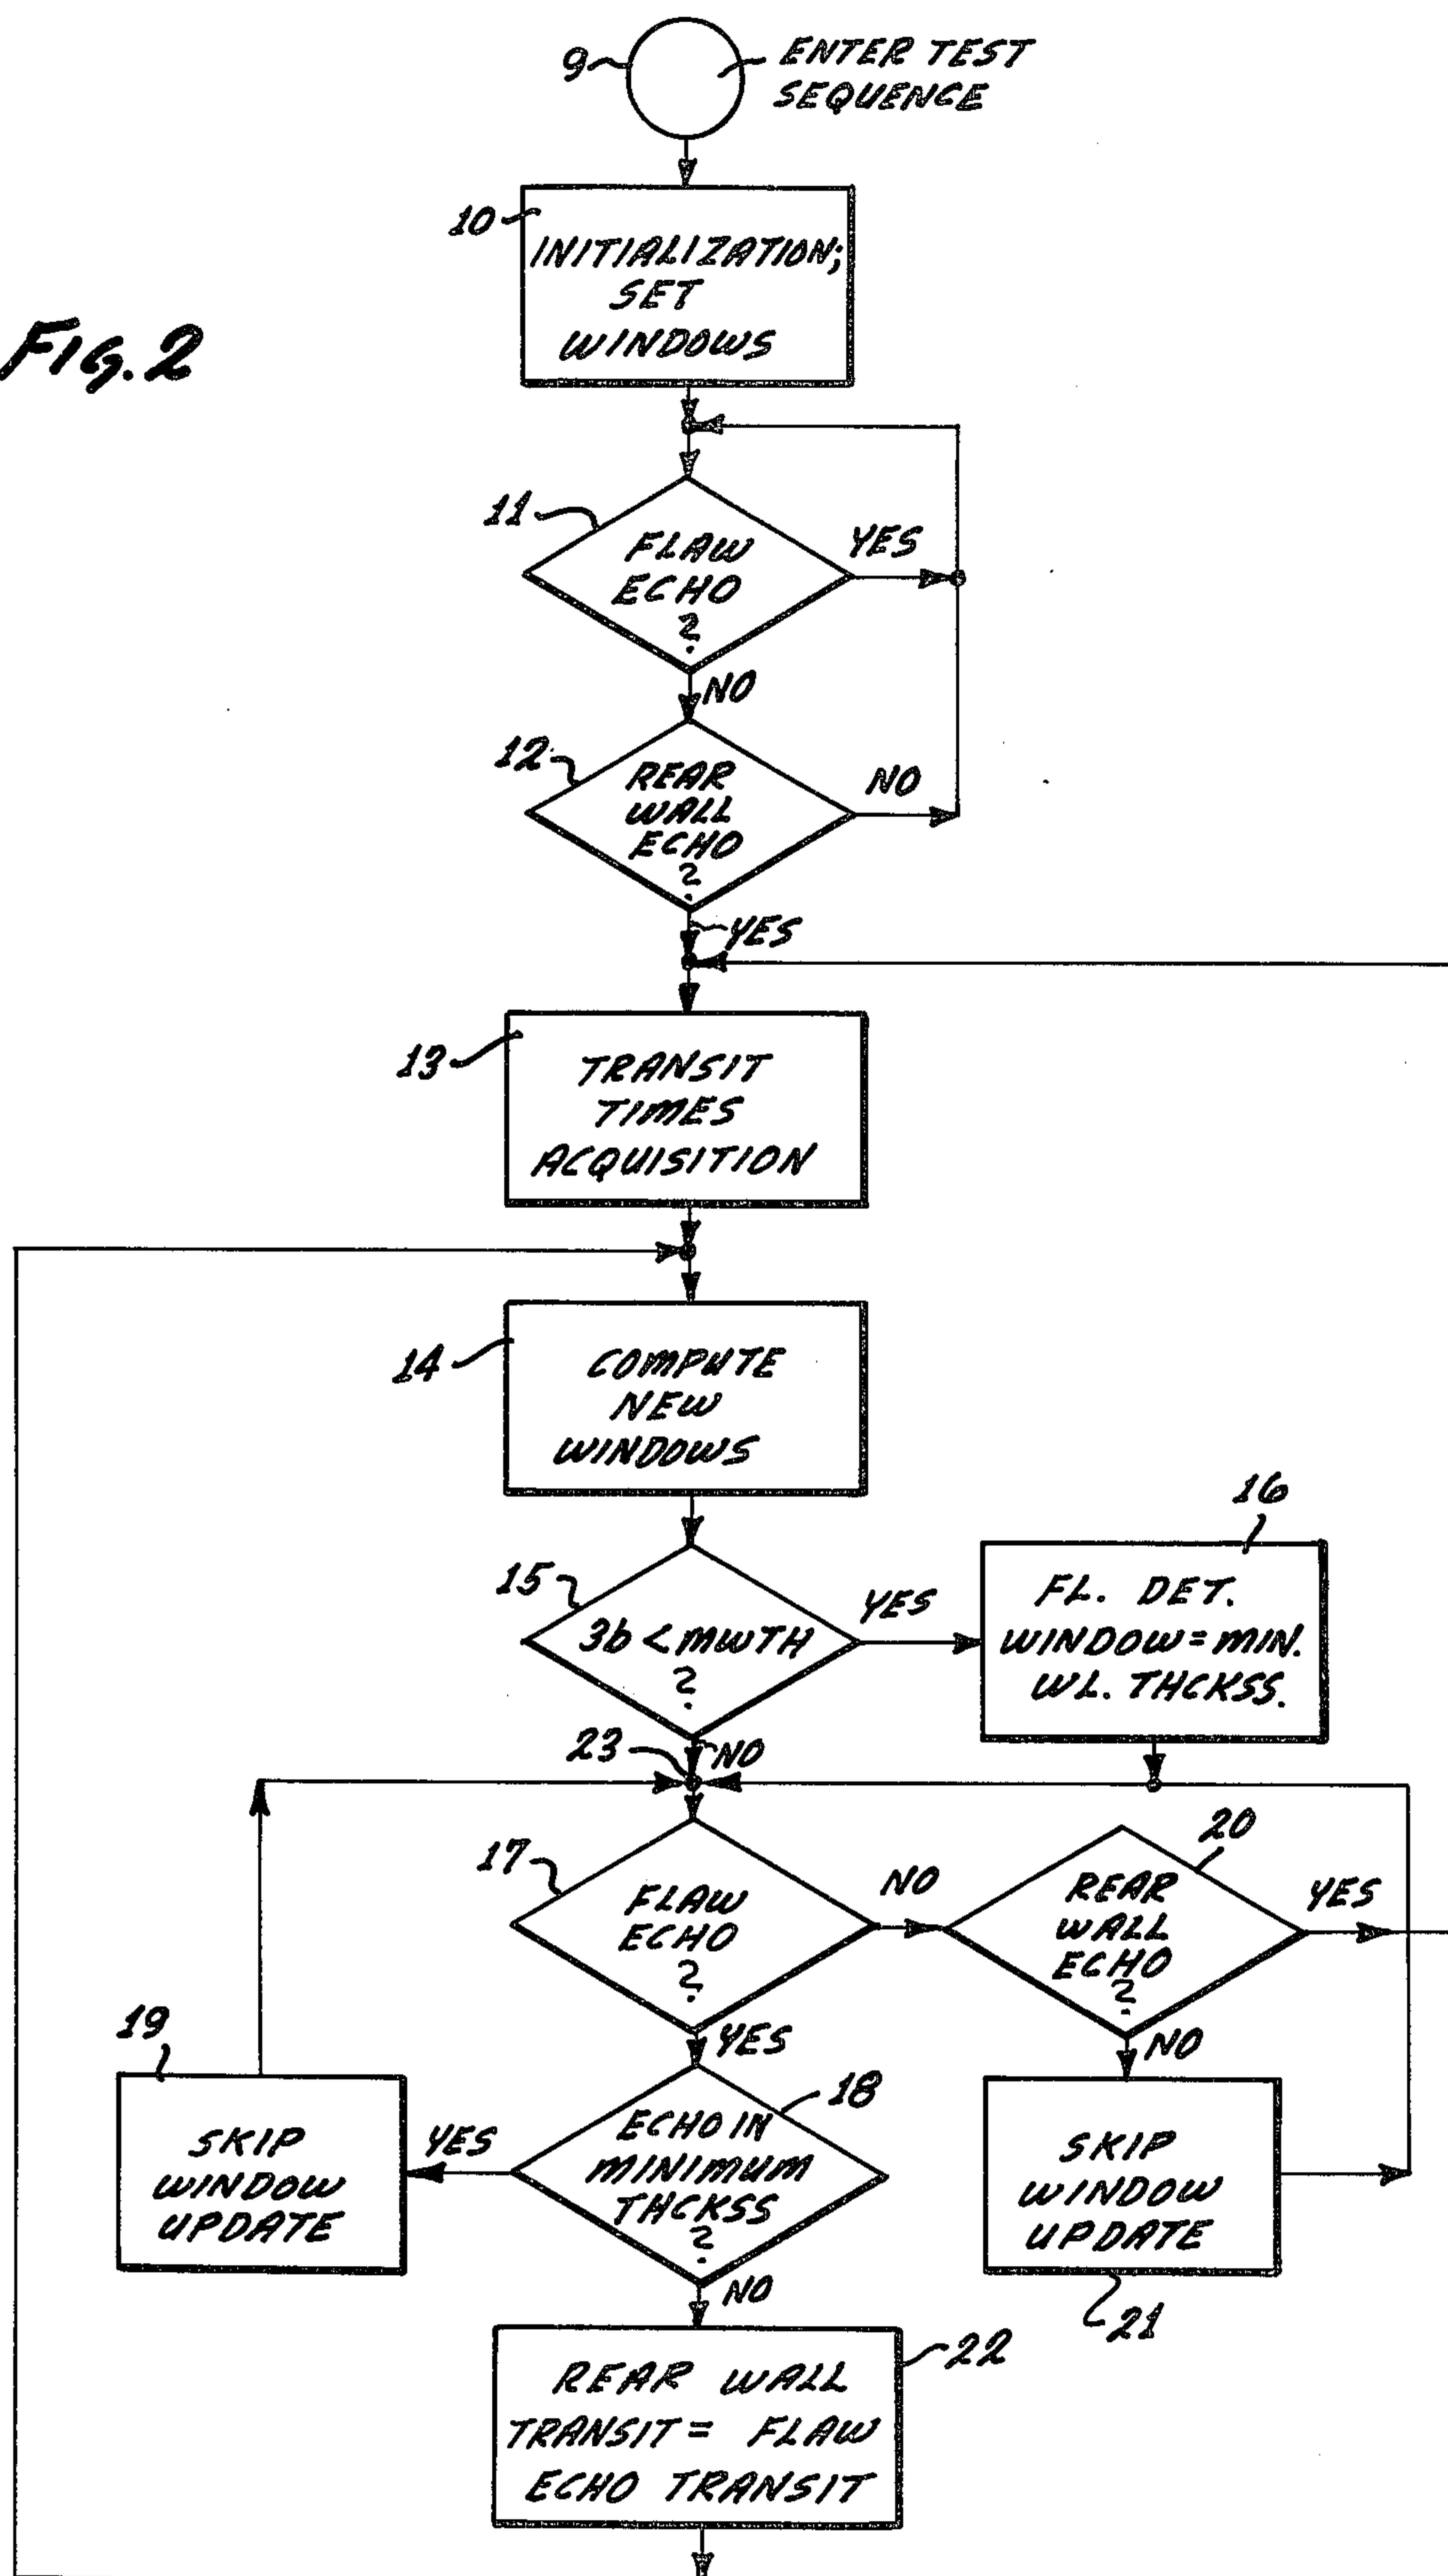 9
ENTER TEST
SEQUENCE
10
INITIALIZATION;
SET
WINDOWS
FIG. 2
11
FLAW
ECHO
?
YES
NO
12
REAR
WALL
ECHO
?
NO
YES
13
TRANSIT
TIMES
ACQUISITION
14
COMPUTE
NEW
WINDOWS
16
15
3b < MWTH
?
YES
FL. DET.
WINDOW = MIN.
WL. THCKSS.
23
NO
17
FLAW
ECHO
?
NO
20
REAR
WALL
ECHO
?
YES
YES
NO
19
SKIP
WINDOW
UPDATE
YES
18
ECHO IN
MINIMUM
THCKSS
?
NO
SKIP
WINDOW
UPDATE
21
22
REAR WALL
TRANSIT = FLAW
ECHO TRANSIT